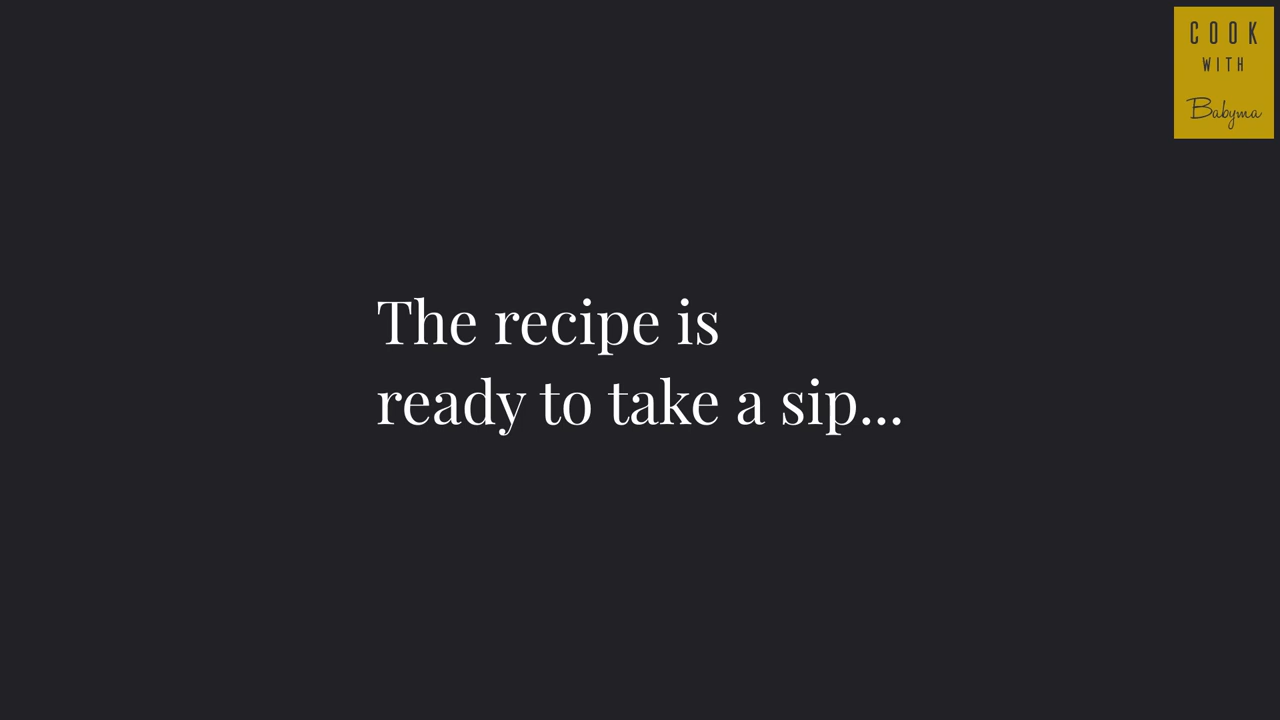 COOK
WITH
Babyma
The recipe is
ready to take a sip...